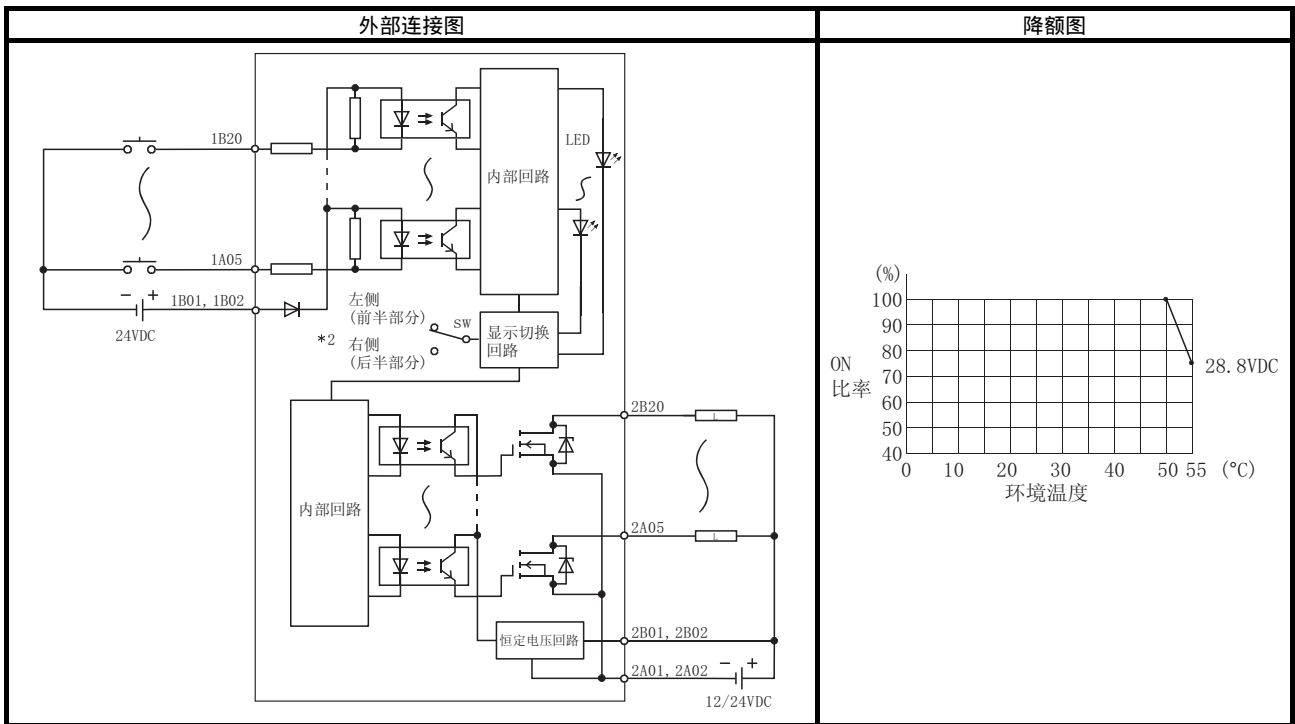 外部连接图
降额图
1B20
1A05
1B01, 1B02
24VDC
− +
内部回路
LED
左侧
(前半部分)
*2
右侧
(后半部分)
SW
显示切换
回路
内部回路
恒定电压回路
2B20
L
2A05
L
2B01, 2B02
2A01, 2A02
− +
12/24VDC
(%)
100
90
80
70
60
50
40
ON
比率
28.8VDC
0 10 20 30 40 50 55 (°C)
环境温度